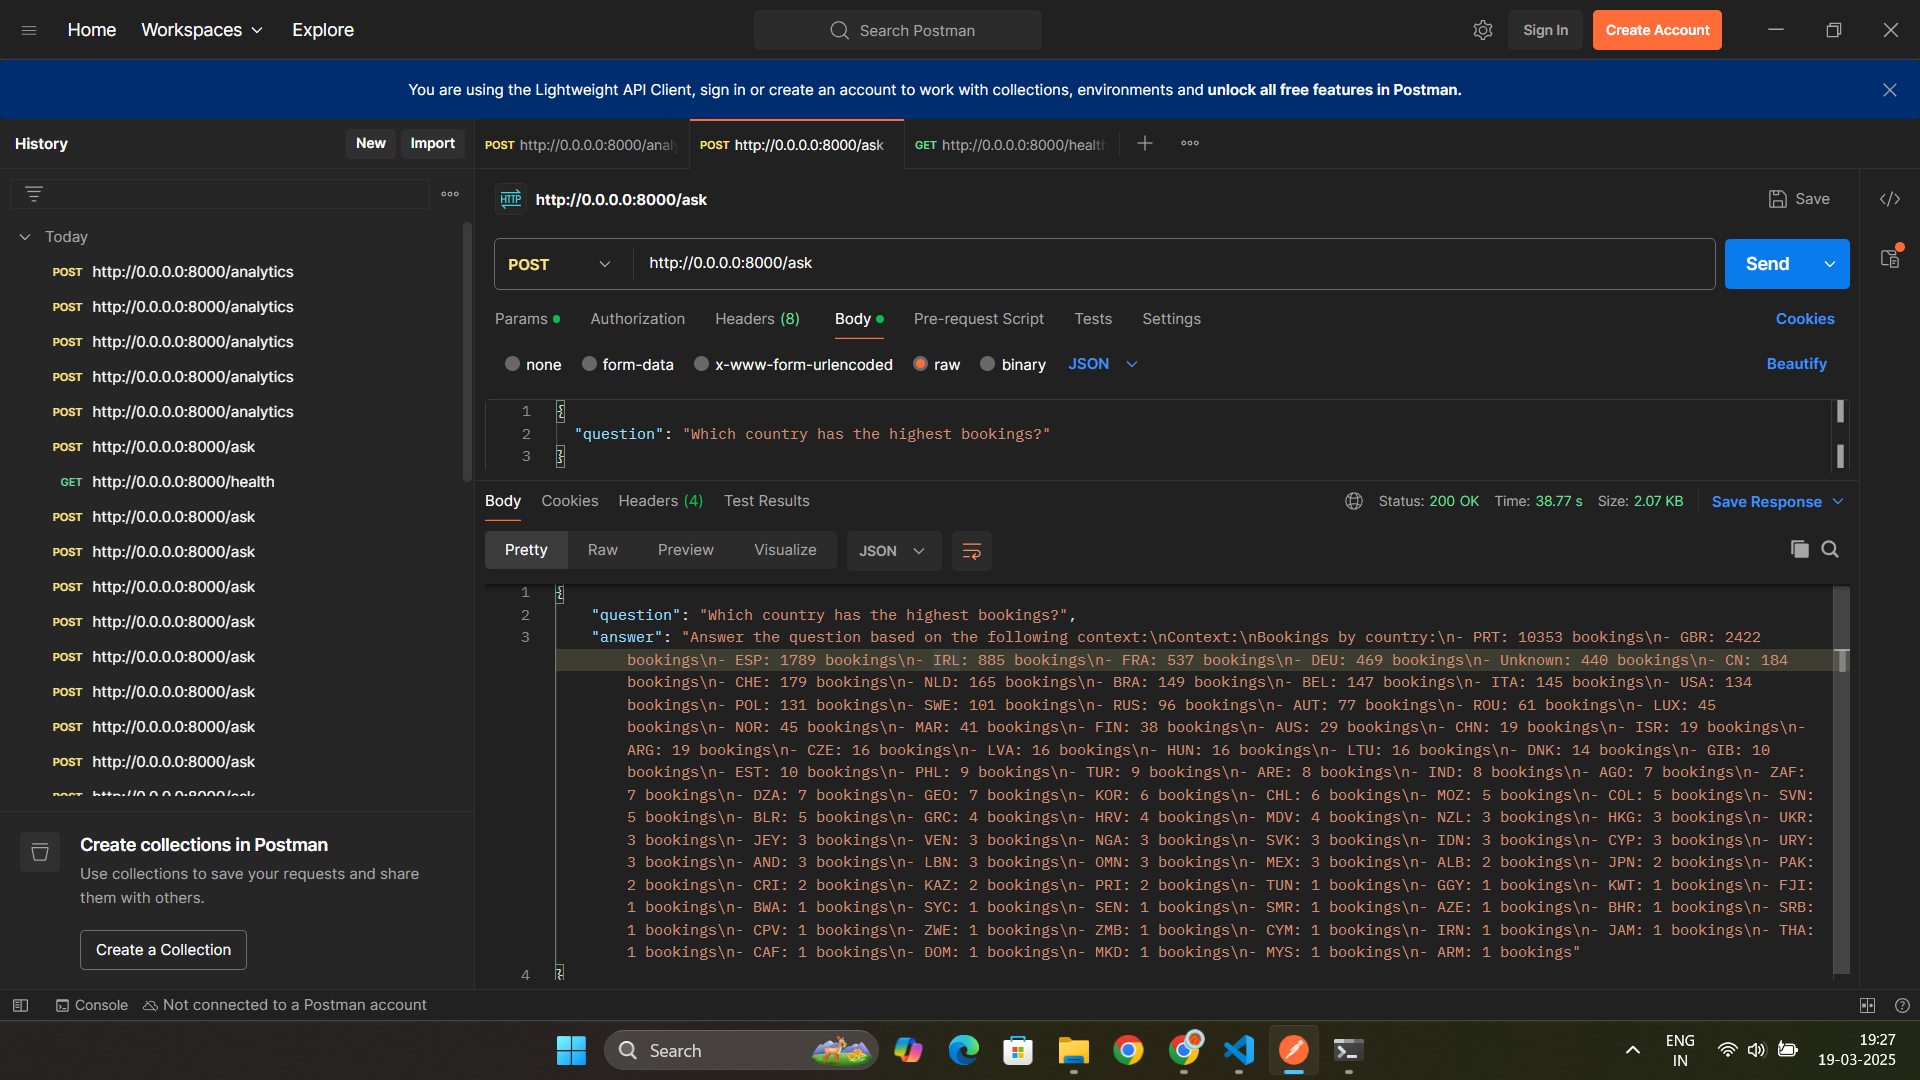 Home
Workspaces
Explore
Search Postman
Sign In
Create Account
You are using the Lightweight API Client, sign in or create an account to work with collections, environments and unlock all free features in Postman.
History
New
Import
POST http://0.0.0.0:8000/anal
POST http://0.0.0.0:8000/ask
GET http://0.0.0.0:8000/health
Today
POST http://0.0.0.0:8000/analytics
POST http://0.0.0.0:8000/analytics
POST http://0.0.0.0:8000/analytics
POST http://0.0.0.0:8000/analytics
POST http://0.0.0.0:8000/analytics
POST http://0.0.0.0:8000/ask
GET http://0.0.0.0:8000/health
POST http://0.0.0.0:8000/ask
POST http://0.0.0.0:8000/ask
POST http://0.0.0.0:8000/ask
POST http://0.0.0.0:8000/ask
POST http://0.0.0.0:8000/ask
POST http://0.0.0.0:8000/ask
POST http://0.0.0.0:8000/ask
POST http://0.0.0.0:8000/ask
POST http://0.0.0.0:8000/ask
Create collections in Postman
Use collections to save your requests and share
them with others.
Create a Collection
HTTP http://0.0.0.0:8000/ask
Save
POST http://0.0.0.0:8000/ask
Send
Params
Authorization
Headers (8)
Body
Pre-request Script
Tests
Settings
Cookies
none
form-data
x-www-form-urlencoded
raw
binary
JSON
Beautify
1 {
2 "question": "Which country has the highest bookings?"
3 }
Body
Cookies
Headers (4)
Test Results
Status: 200 OK
Time: 38.77 s
Size: 2.07 KB
Save Response
Pretty
Raw
Preview
Visualize
JSON
1 {
2 "question": "Which country has the highest bookings?",
3 "answer": "Answer the question based on the following context:\nContext:\nBookings by country:\n- PRT: 10353 bookings\n- GBR: 2422
bookings\n- ESP: 1789 bookings\n- IRL: 885 bookings\n- FRA: 537 bookings\n- DEU: 469 bookings\n- Unknown: 440 bookings\n- CN: 184
bookings\n- CHE: 179 bookings\n- NLD: 165 bookings\n- BRA: 149 bookings\n- BEL: 147 bookings\n- ITA: 145 bookings\n- USA: 134
bookings\n- POL: 131 bookings\n- SWE: 101 bookings\n- RUS: 96 bookings\n- AUT: 77 bookings\n- ROU: 61 bookings\n- LUX: 45
bookings\n- NOR: 45 bookings\n- MAR: 41 bookings\n- FIN: 38 bookings\n- AUS: 29 bookings\n- CHN: 19 bookings\n- ISR: 19 bookings\n-
ARG: 19 bookings\n- CZE: 16 bookings\n- LVA: 16 bookings\n- HUN: 16 bookings\n- LTU: 16 bookings\n- DNK: 14 bookings\n- GIB: 10
bookings\n- EST: 10 bookings\n- PHL: 9 bookings\n- TUR: 9 bookings\n- ARE: 8 bookings\n- IND: 8 bookings\n- AGO: 7 bookings\n- ZAF:
7 bookings\n- DZA: 7 bookings\n- GEO: 7 bookings\n- KOR: 6 bookings\n- CHL: 6 bookings\n- MOZ: 5 bookings\n- COL: 5 bookings\n- SVN:
5 bookings\n- BLR: 5 bookings\n- GRC: 4 bookings\n- HRV: 4 bookings\n- MDV: 4 bookings\n- NZL: 3 bookings\n- HKG: 3 bookings\n- UKR:
3 bookings\n- JEY: 3 bookings\n- VEN: 3 bookings\n- NGA: 3 bookings\n- SVK: 3 bookings\n- IDN: 3 bookings\n- CYP: 3 bookings\n- URY:
3 bookings\n- AND: 3 bookings\n- LBN: 3 bookings\n- OMN: 3 bookings\n- MEX: 3 bookings\n- ALB: 2 bookings\n- JPN: 2 bookings\n- PAK:
2 bookings\n- CRI: 2 bookings\n- KAZ: 2 bookings\n- PRI: 2 bookings\n- TUN: 1 bookings\n- GGY: 1 bookings\n- KWT: 1 bookings\n- FJI:
1 bookings\n- BWA: 1 bookings\n- SYC: 1 bookings\n- SEN: 1 bookings\n- SMR: 1 bookings\n- AZE: 1 bookings\n- BHR: 1 bookings\n- SRB:
1 bookings\n- CPV: 1 bookings\n- ZWE: 1 bookings\n- ZMB: 1 bookings\n- CYM: 1 bookings\n- IRN: 1 bookings\n- JAM: 1 bookings\n- THA:
1 bookings\n- CAF: 1 bookings\n- DOM: 1 bookings\n- MKD: 1 bookings\n- MYS: 1 bookings\n- ARM: 1 bookings"
4 }
Console
Not connected to a Postman account
Search
ENG
IN
19:27
19-03-2025